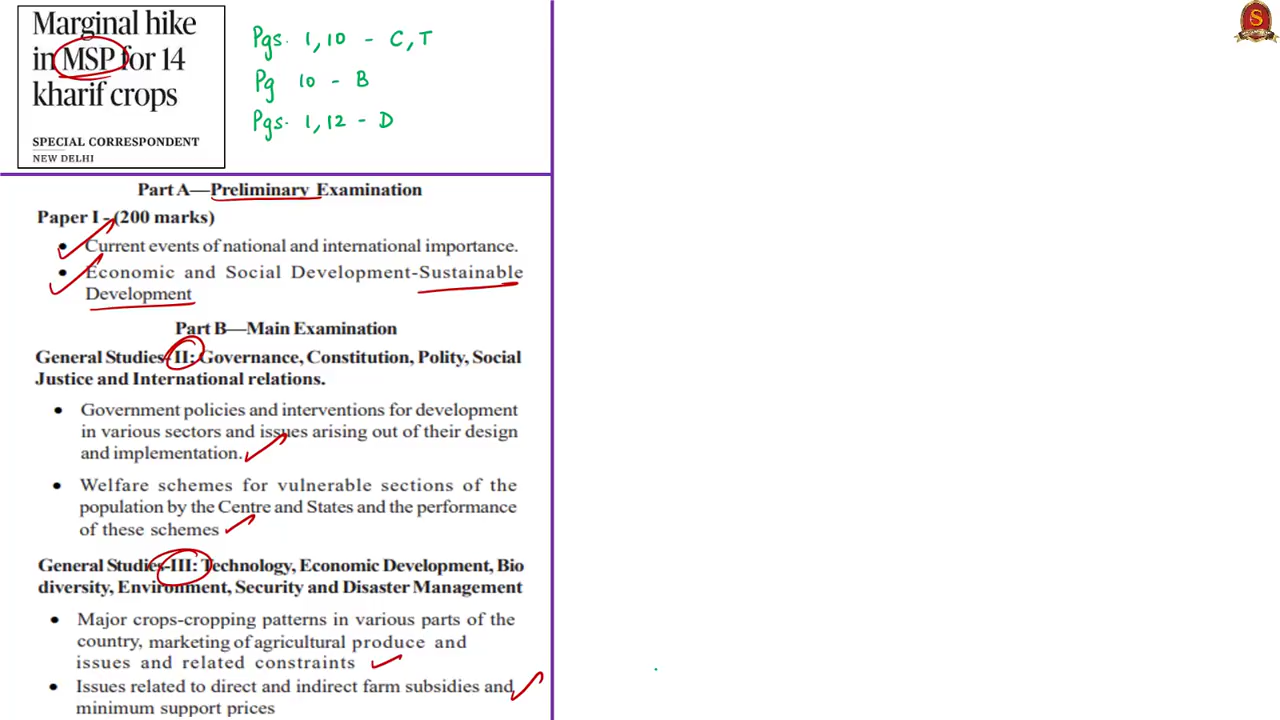 Marginal hike
in MSP for 14
kharif crops
SPECIAL CORRESPONDENT
NEW DELHI
Pgs. 1,10 - C, T
Pg 10 - B
Pgs. 1,12 - D
Part A—Preliminary Examination
Paper I - (200 marks)
• Current events of national and international importance.
• Economic and Social Development-Sustainable
Development
Part B—Main Examination
General Studies-II: Governance, Constitution, Polity, Social
Justice and International relations.
• Government policies and interventions for development
in various sectors and issues arising out of their design
and implementation.
• Welfare schemes for vulnerable sections of the
population by the Centre and States and the performance
of these schemes
General Studies-III: Technology, Economic Development, Bio
diversity, Environment, Security and Disaster Management
• Major crops-cropping patterns in various parts of the
country, marketing of agricultural produce and
issues and related constraints
• Issues related to direct and indirect farm subsidies and
minimum support prices
S